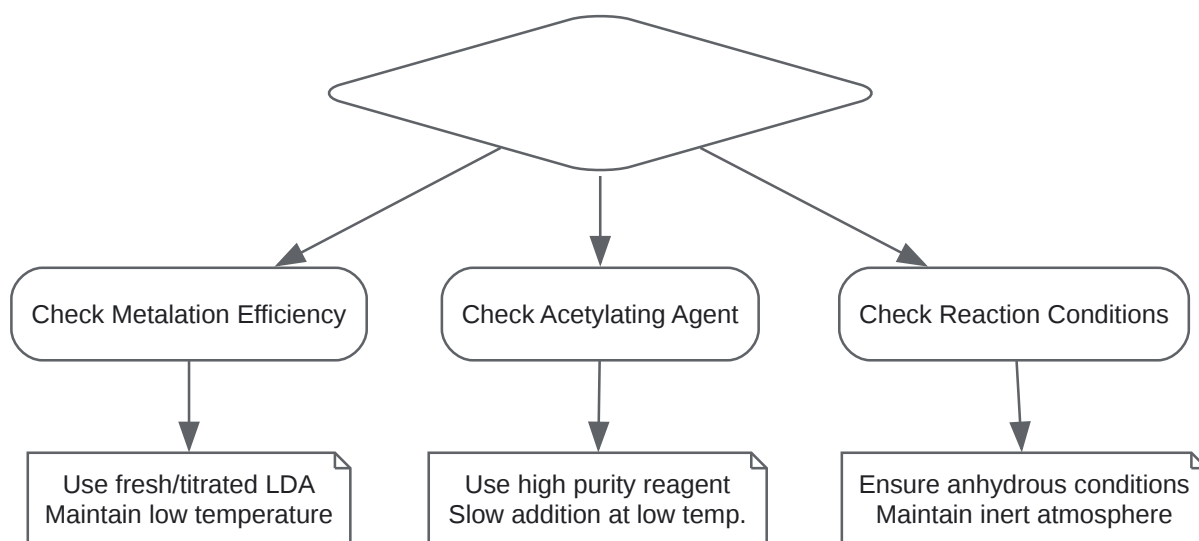 Check Metalation Efficiency
Check Acetylating Agent
Check Reaction Conditions
Use fresh/titrated LDA
Maintain low temperature
Use high purity reagent
Slow addition at low temp.
Ensure anhydrous conditions
Maintain inert atmosphere